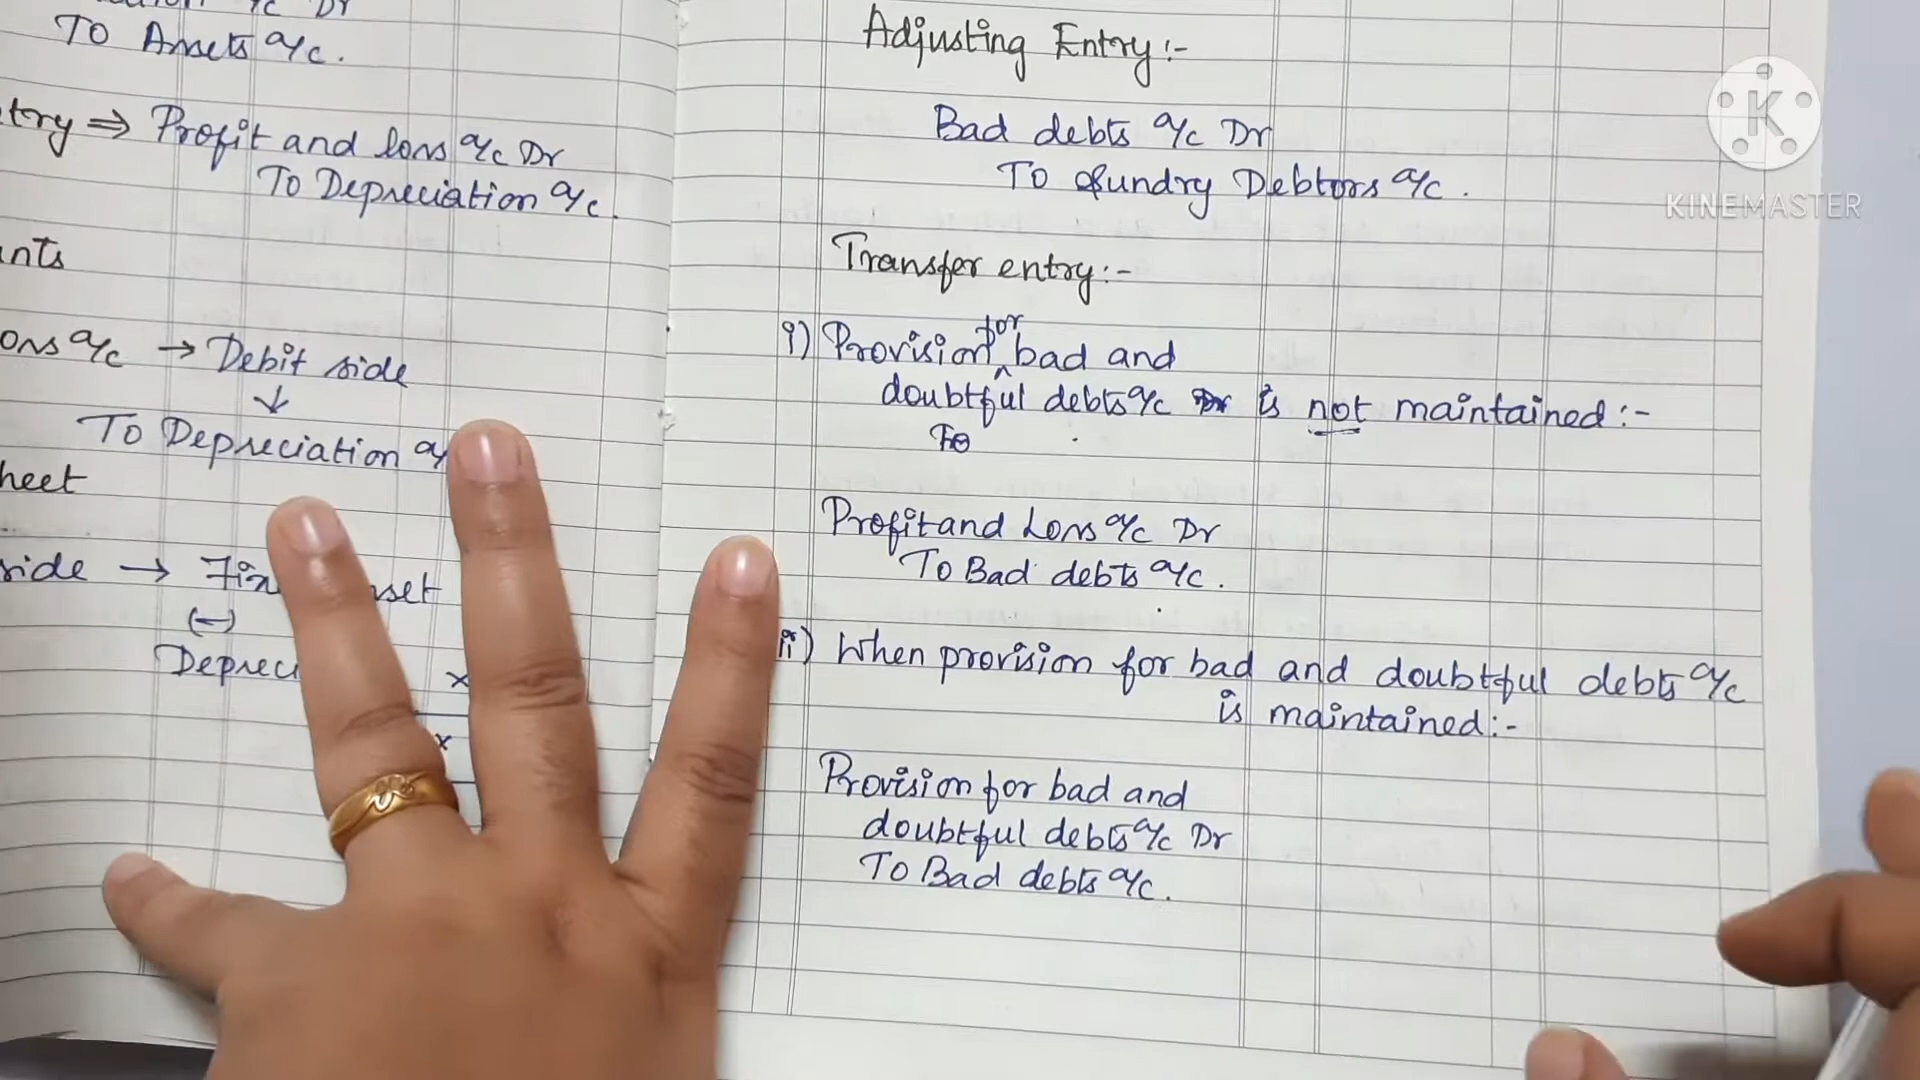 Dr
To Assets a/c.
try ⇒ Profit and loss a/c Dr
To Depreciation a/c.
nts
a/c → Debit side
↓
To Depreciation
heet
side →
(-)
x
x
Adjusting Entry :-
Bad debts a/c Dr
To Sundry Debtors a/c.
Transfer entry :-
i) Provision for bad and
doubtful debts a/c is not maintained :-
To
Profit and Loss a/c Dr
To Bad debts a/c.
ii) When provision for bad and doubtful debts a/c
is maintained :-
Provision for bad and
doubtful debts a/c Dr
To Bad debts a/c.
K
KINEMASTER